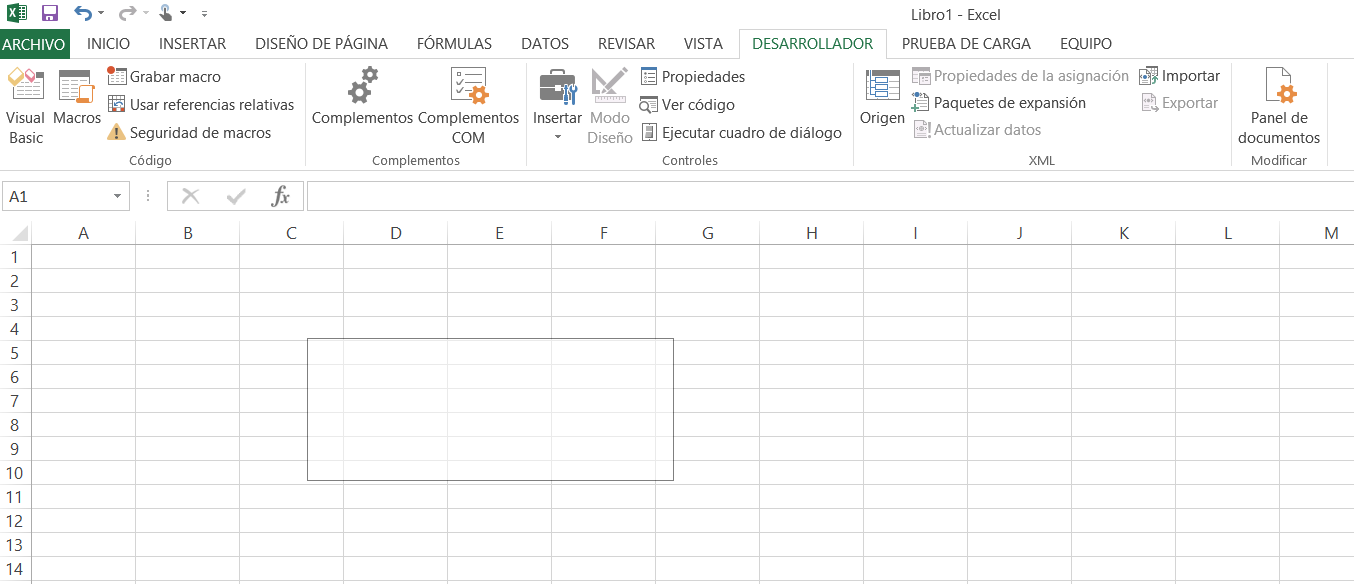 Libro1 - Excel
ARCHIVO INICIO INSERTAR DISEÑO DE PÁGINA FÓRMULAS DATOS REVISAR VISTA DESARROLLADOR PRUEBA DE CARGA EQUIPO
Visual Basic
Macros
Grabar macro
Usar referencias relativas
Seguridad de macros
Código
Complementos
Complementos COM
Complementos
Insertar
Modo Diseño
Propiedades
Ver código
Ejecutar cuadro de diálogo
Controles
Origen
Propiedades de la asignación
Paquetes de expansión
Actualizar datos
Importar
Exportar
XML
Panel de documentos
Modificar
A1 fx
A B C D E F G H I J K L M
1
2
3
4
5
6
7
8
9
10
11
12
13
14